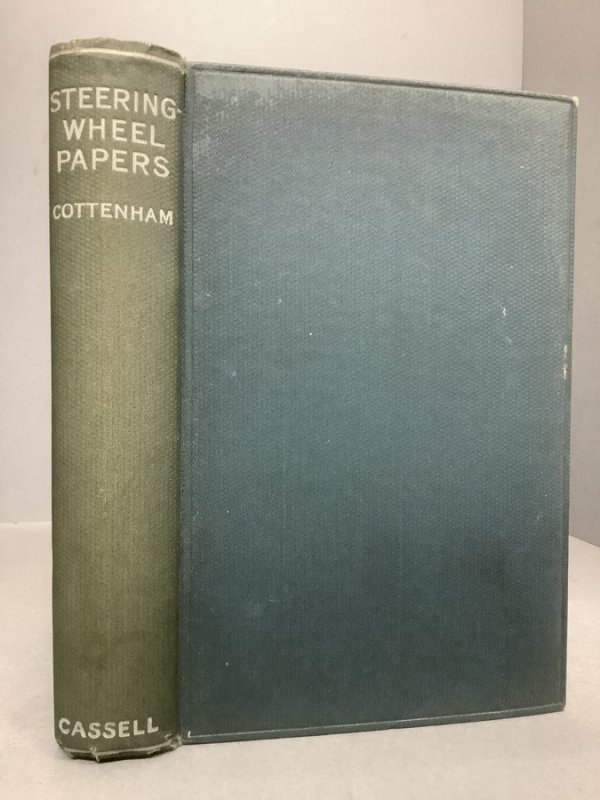 STEERING-
WHEEL
PAPERS
COTTENHAM
CASSELL